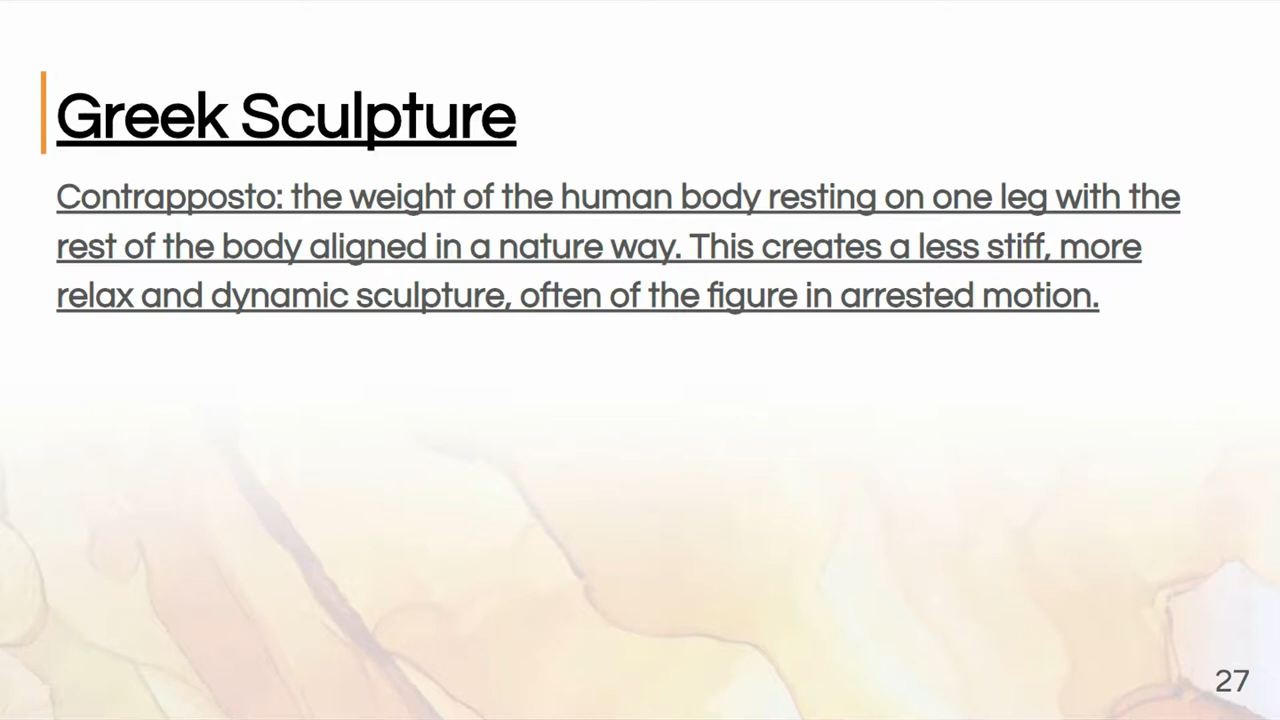 Greek Sculpture
Contrapposto: the weight of the human body resting on one leg with the
rest of the body aligned in a nature way. This creates a less stiff, more
relax and dynamic sculpture, often of the figure in arrested motion.
27